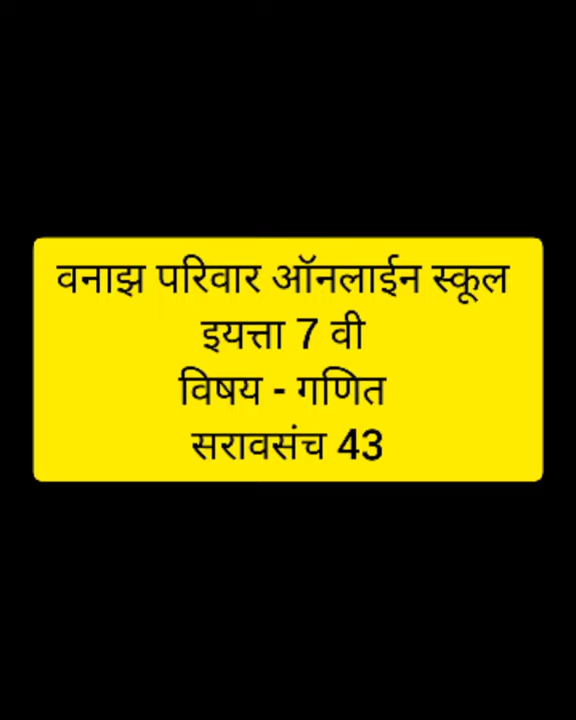 वनाझ परिवार ऑनलाईन स्कूल
इयत्ता 7 वी
विषय - गणित
सरावसंच 43